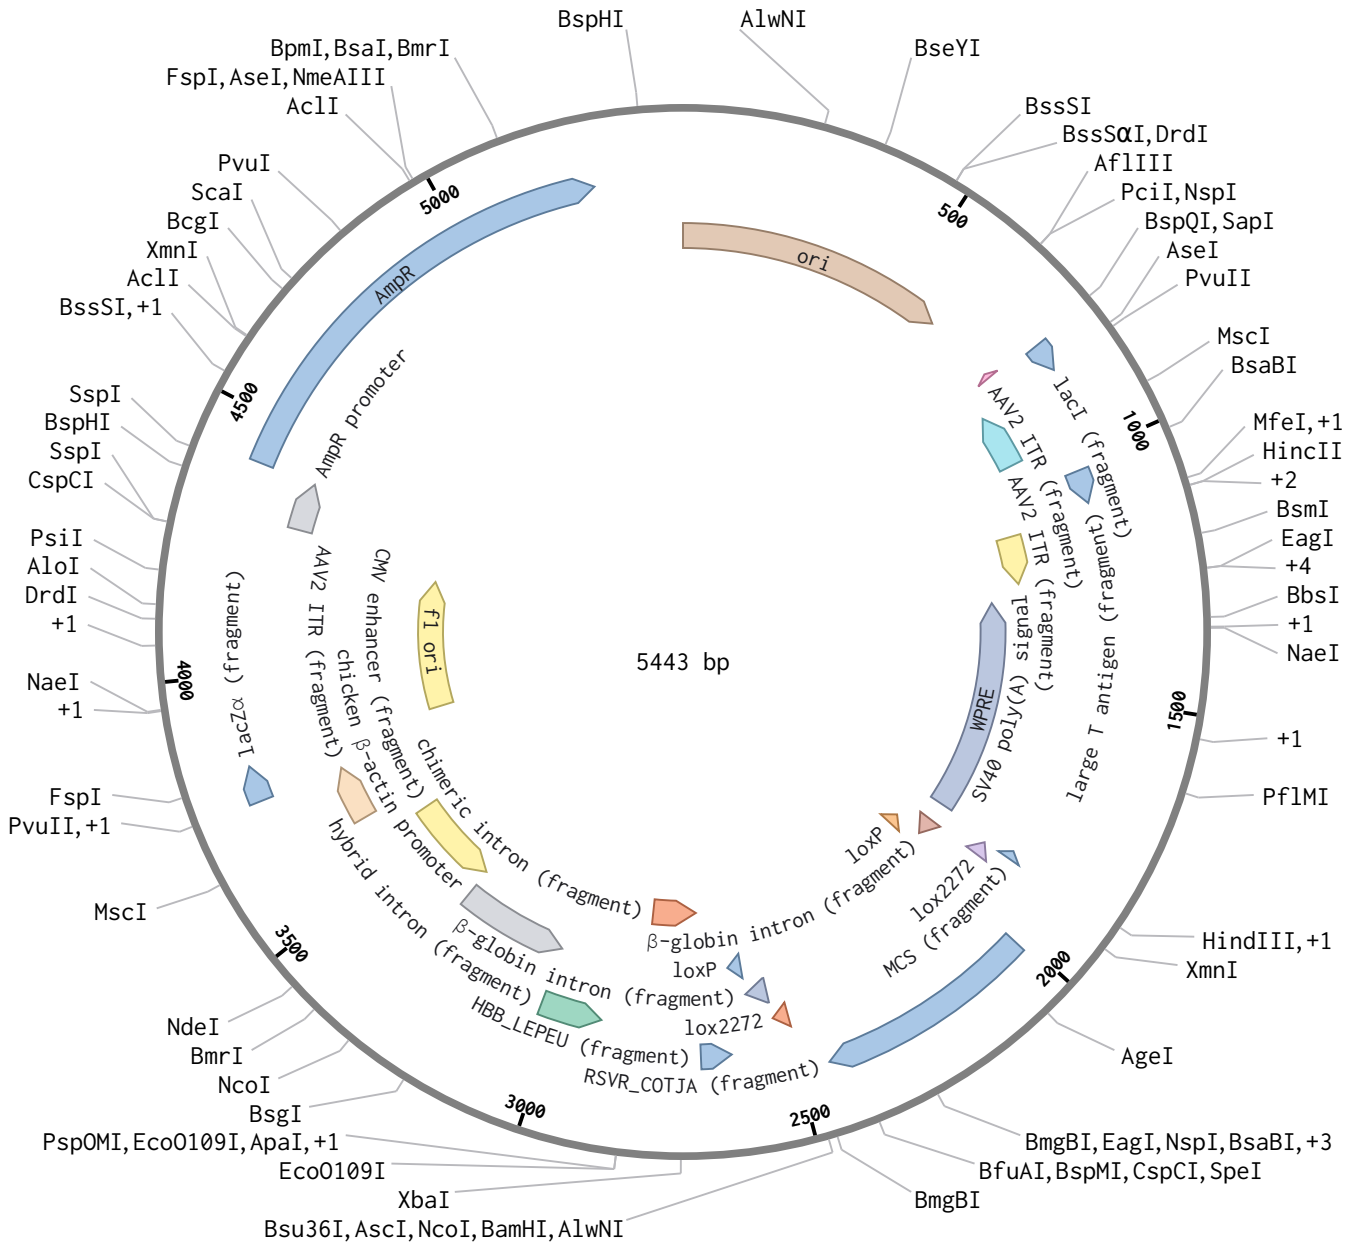 BspHI
AlwNI
BpmI,BsaI,BmrI
BseYI
FspI,AseI,NmeAIII
AclI
BssSI
BssSαI,DrdI
PvuI
AflIII
ScaI
PciI,NspI
BcgI
BspQI,SapI
XmnI
AseI
AclI
PvuII
BssSI,+1
MscI
BsaBI
SspI
BspHI
MfeI,+1
SspI
HincII
CspCI
+2
BsmI
PsiI
EagI
AloI
+4
DrdI
BbsI
+1
+1
NaeI
NaeI
+1
+1
FspI
PflMI
PvuII,+1
MscI
HindIII,+1
XmnI
NdeI
BmrI
AgeI
NcoI
BsgI
PspOMI,EcoO109I,ApaI,+1
BmgBI,EagI,NspI,BsaBI,+3
EcoO109I
BfuAI,BspMI,CspCI,SpeI
XbaI
BmgBI
Bsu36I,AscI,NcoI,BamHI,AlwNI
500
1000
1500
2000
2500
3000
3500
4000
4500
5000
5443 bp
ori
AmpR
AmpR promoter
lacI (fragment)
AAV2 ITR (fragment)
AAV2 ITR (fragment)
large T antigen (fragment)
SV40 poly(A) signal
WPRE
f1 ori
CMV enhancer (fragment)
AAV2 ITR (fragment)
chicken β-actin promoter
lacZα (fragment)
chimeric intron (fragment)
hybrid intron (fragment)
β-globin intron (fragment)
HBB_LEPEU (fragment)
RSVR_COTJA (fragment)
loxP
β-globin intron (fragment)
lox2272
MCS (fragment)
loxP
lox2272